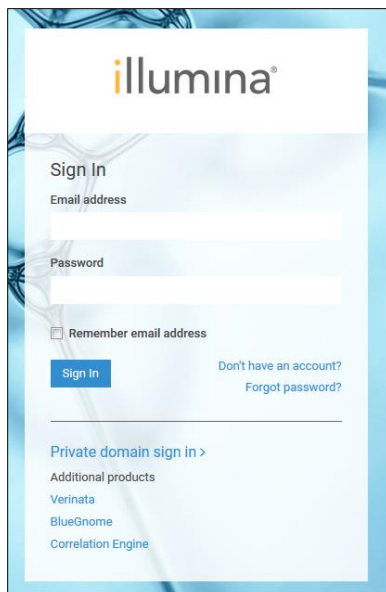 illumina®
Sign In
Email address
Password
Remember email address
Sign In
Don't have an account?
Forgot password?
Private domain sign in >
Additional products
Verinata
BlueGnome
Correlation Engine